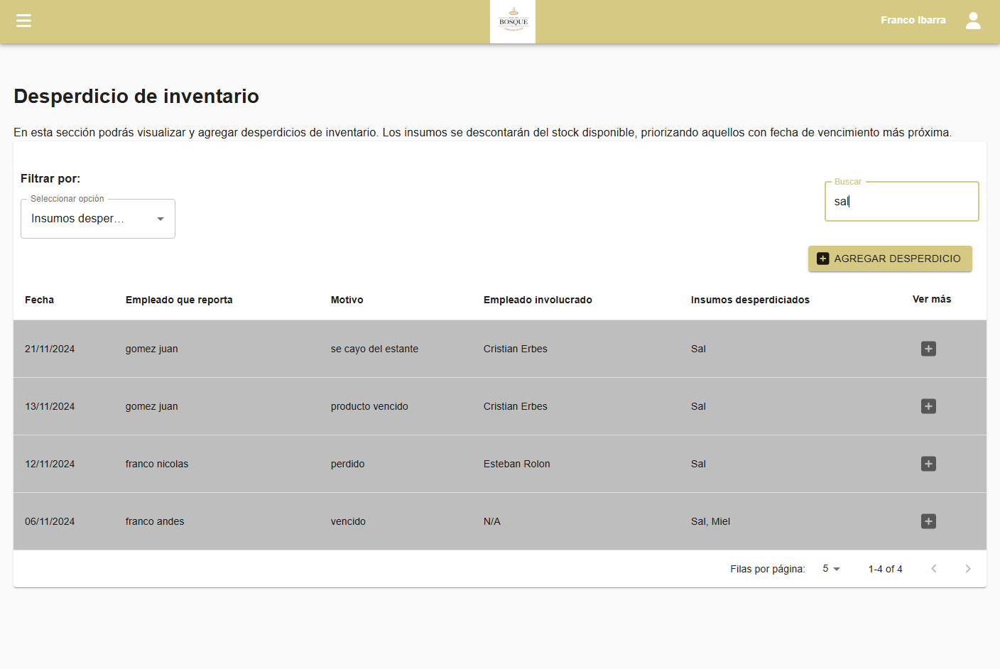 BOSQUE
Franco Ibarra
Desperdicio de inventario
En esta sección podrás visualizar y agregar desperdicios de inventario. Los insumos se descontarán del stock disponible, priorizando aquellos con fecha de vencimiento más próxima.
Filtrar por:
Seleccionar opción
Insumos desper...
Buscar
sal
AGREGAR DESPERDICIO
Fecha Empleado que reporta Motivo Empleado involucrado Insumos desperdiciados Ver más
21/11/2024 gomez juan se cayo del estante Cristian Erbes Sal
13/11/2024 gomez juan producto vencido Cristian Erbes Sal
12/11/2024 franco nicolas perdido Esteban Rolon Sal
06/11/2024 franco andes vencido N/A Sal, Miel
Filas por página: 5 1-4 of 4